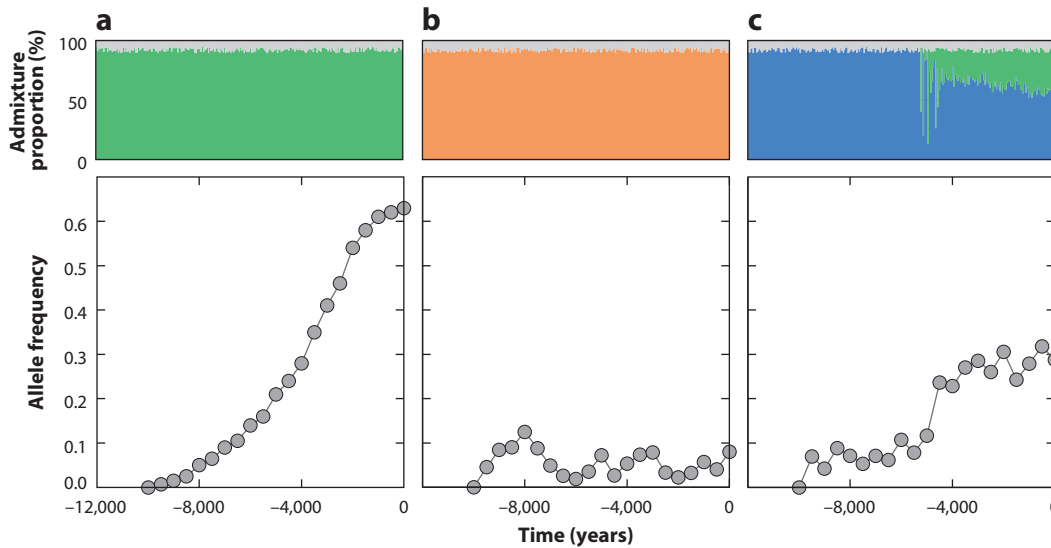 a b c
Admixture proportion (%)
100
50
0
Allele frequency
0.6
0.5
0.4
0.3
0.2
0.1
0.0
−12,000 −8,000 −4,000 0 −8,000 −4,000 0 −8,000 −4,000 0
Time (years)